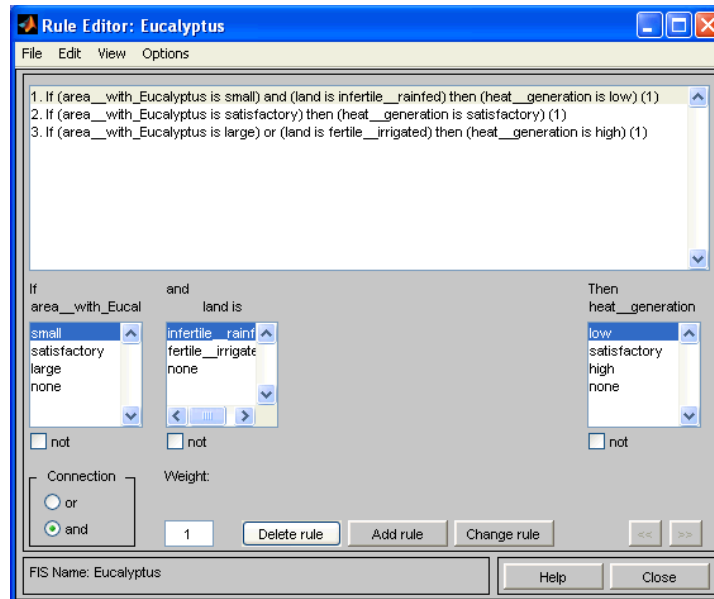 Rule Editor: Eucalyptus
File Edit View Options
1. If (area__with_Eucalyptus is small) and (land is infertile__rainfed) then (heat__generation is low) (1)
2. If (area__with_Eucalyptus is satisfactory) then (heat__generation is satisfactory) (1)
3. If (area__with_Eucalyptus is large) or (land is fertile__irrigated) then (heat__generation is high) (1)
If and Then
area__with_Eucal land is heat__generation
small infertile__rainf low
satisfactory fertile__irrigate satisfactory
large none high
none none
not not not
Connection Weight:
or
and 1 Delete rule Add rule Change rule << >>
FIS Name: Eucalyptus Help Close